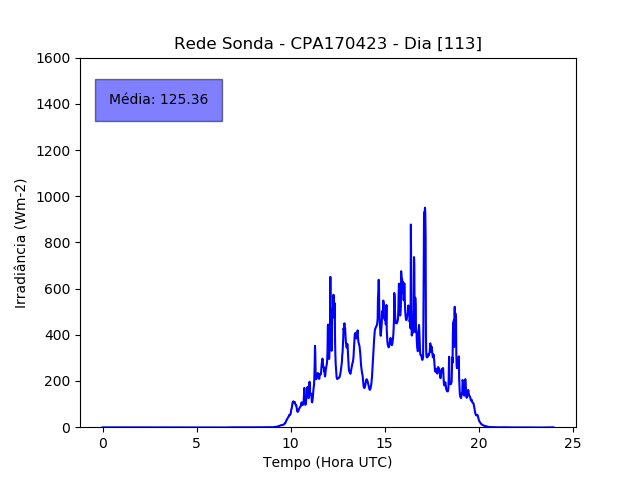 Rede Sonda - CPA170423 - Dia [113]
1600
1400
1200
1000
800
600
400
200
0
Média: 125.36
Irradiância (Wm-2)
0 5 10 15 20 25
Tempo (Hora UTC)